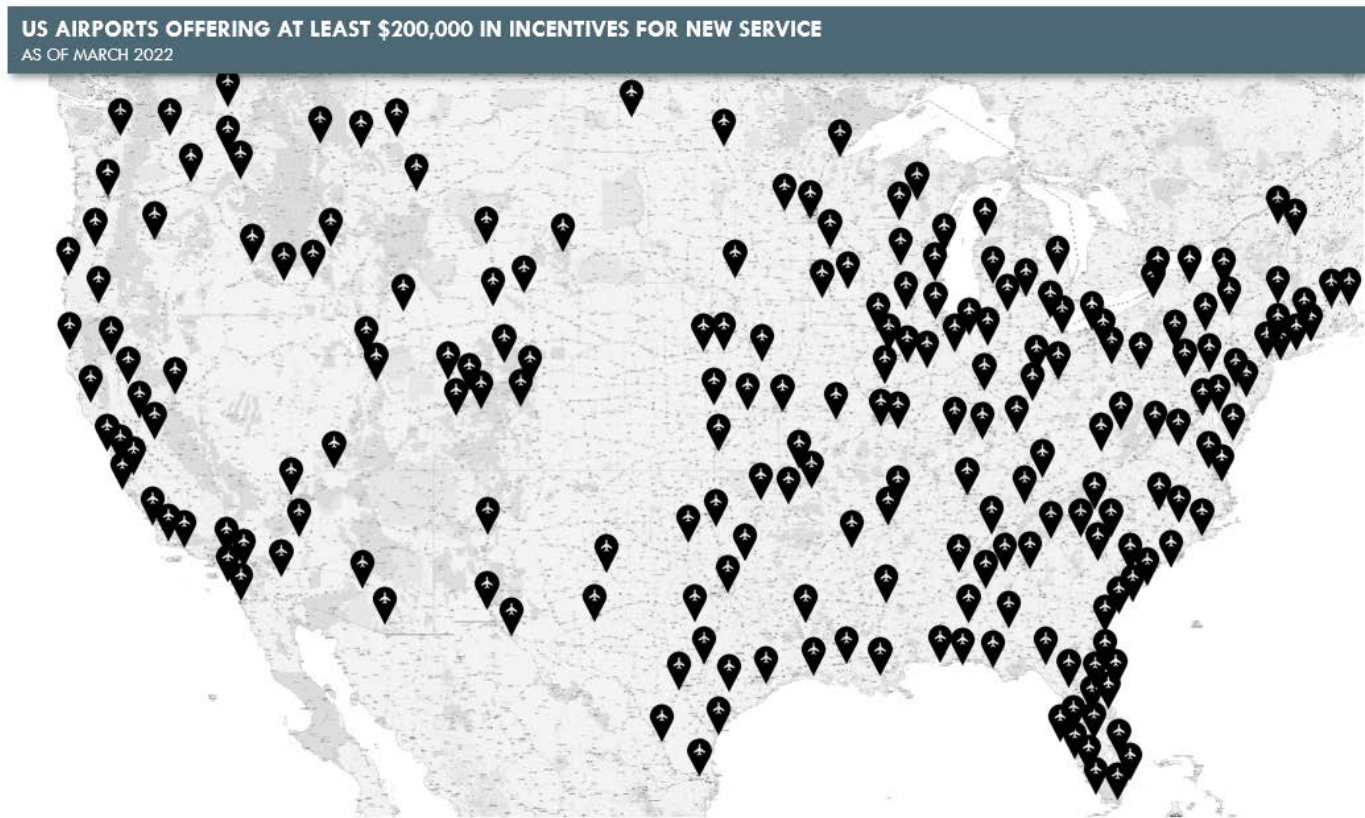 US AIRPORTS OFFERING AT LEAST $200,000 IN INCENTIVES FOR NEW SERVICE
AS OF MARCH 2022